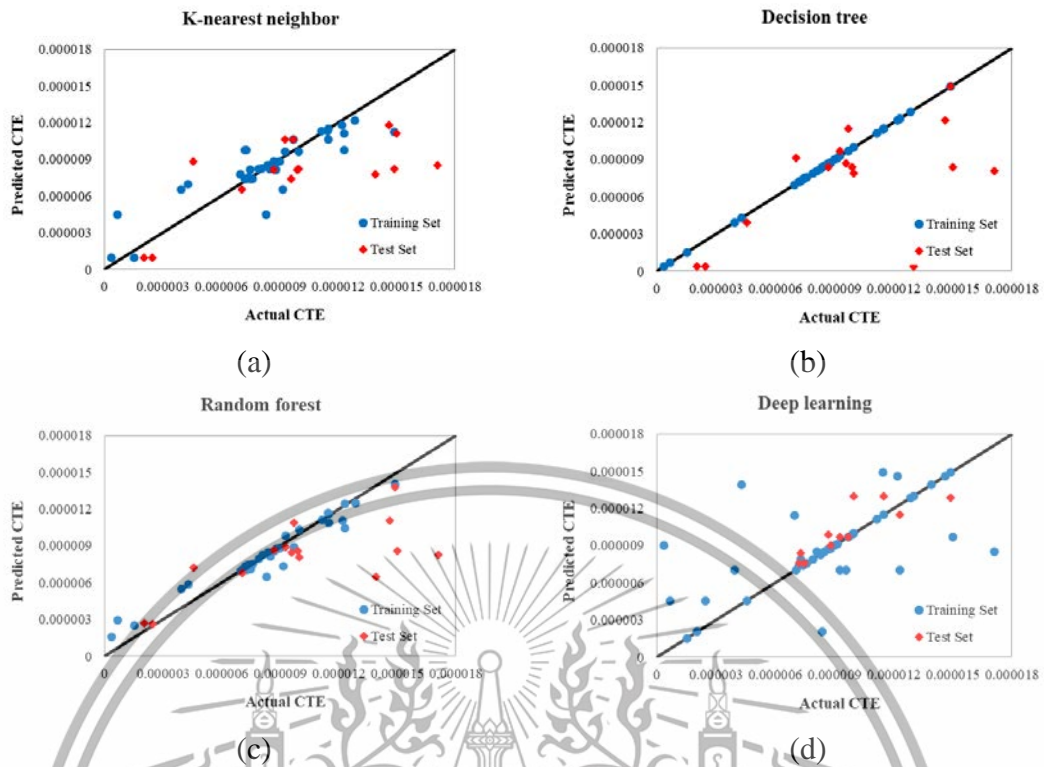 K-nearest neighbor
0.000018
0.000015
0.000012
0.000009
0.000006
0.000003
0
Predicted CTE
Training Set
Test Set
0 0.000003 0.000006 0.000009 0.000012 0.000015 0.000018
Actual CTE
(a)
Decision tree
0.000018
0.000015
0.000012
0.000009
0.000006
0.000003
0
Predicted CTE
Training Set
Test Set
0 0.000003 0.000006 0.000009 0.000012 0.000015 0.000018
Actual CTE
(b)
Random forest
0.000018
0.000015
0.000012
0.000009
0.000006
0.000003
0
Predicted CTE
Training Set
Test Set
0 0.000003 0.000006 0.000009 0.000012 0.000015 0.000018
Actual CTE
(c)
Deep learning
0.000018
0.000015
0.000012
0.000009
0.000006
0.000003
0
Predicted CTE
Training Set
Test Set
0 0.000003 0.000006 0.000009 0.000012 0.000015 0.000018
Actual CTE
(d)